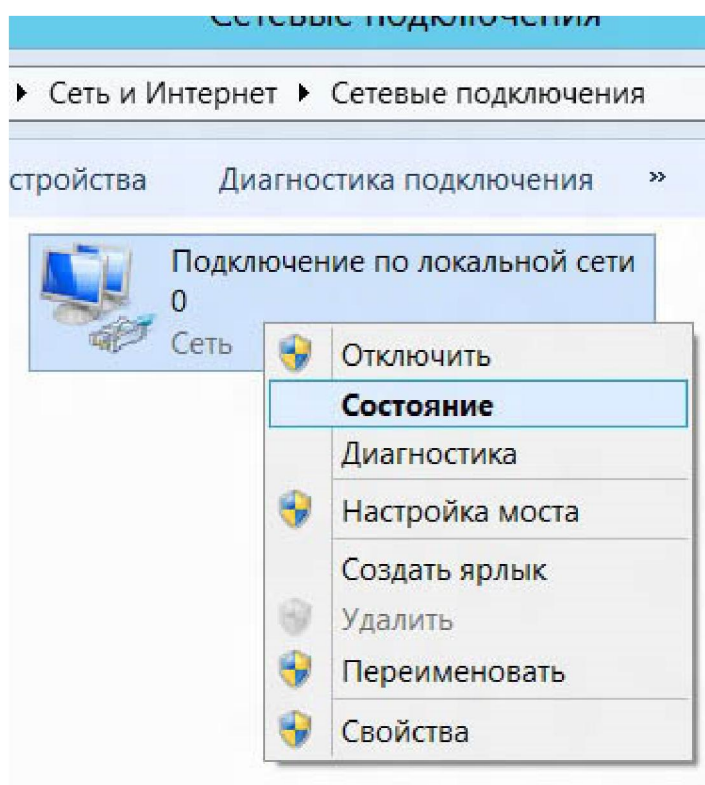 Сетевые подключения
Сеть и Интернет Сетевые подключения
стройства Диагностика подключения »
Подключение по локальной сети
0
Сеть
Отключить
Состояние
Диагностика
Настройка моста
Создать ярлык
Удалить
Переименовать
Свойства